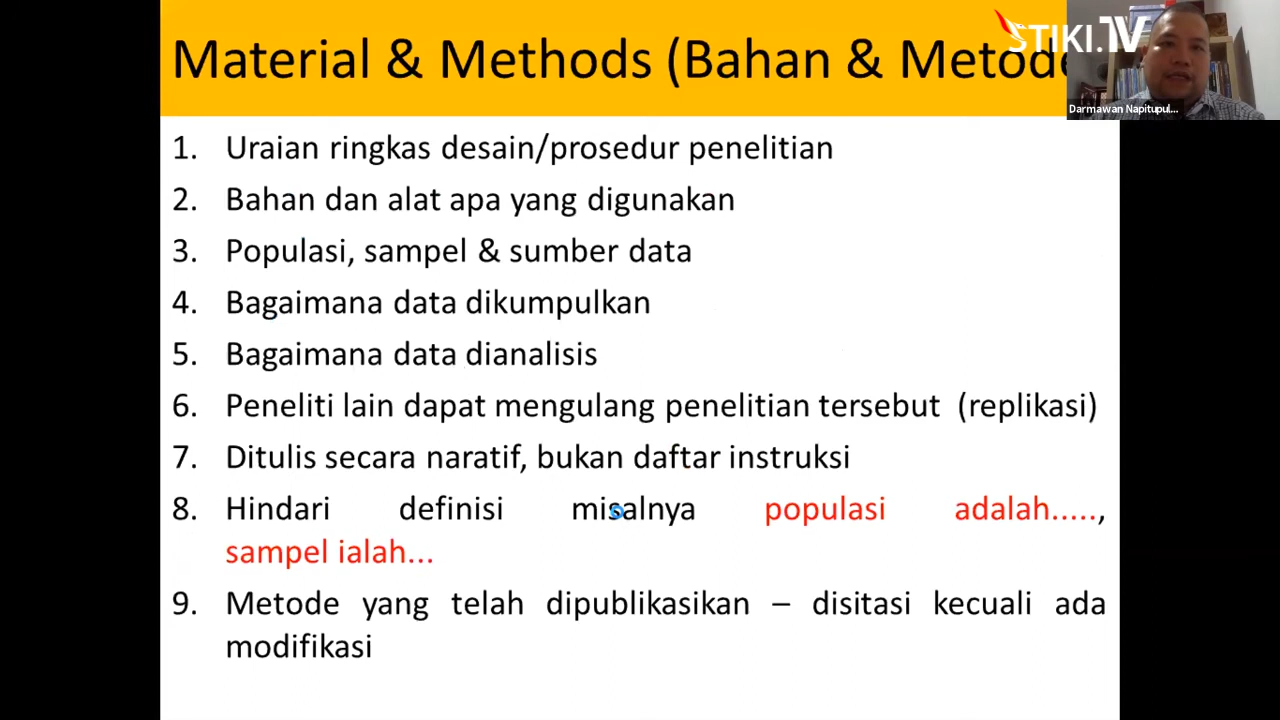 Material & Methods (Bahan & Metode
STIKI.TV
Darmawan Napitupul...
1. Uraian ringkas desain/prosedur penelitian
2. Bahan dan alat apa yang digunakan
3. Populasi, sampel & sumber data
4. Bagaimana data dikumpulkan
5. Bagaimana data dianalisis
6. Peneliti lain dapat mengulang penelitian tersebut (replikasi)
7. Ditulis secara naratif, bukan daftar instruksi
8. Hindari definisi misalnya populasi adalah.....,
sampel ialah...
9. Metode yang telah dipublikasikan – disitasi kecuali ada
modifikasi